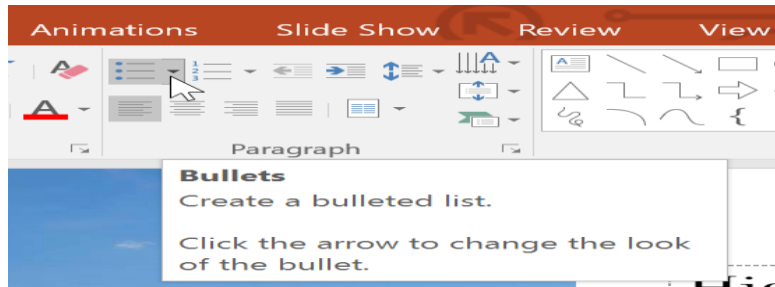 Animations Slide Show Review View
Paragraph
Bullets
Create a bulleted list.
Click the arrow to change the look
of the bullet.